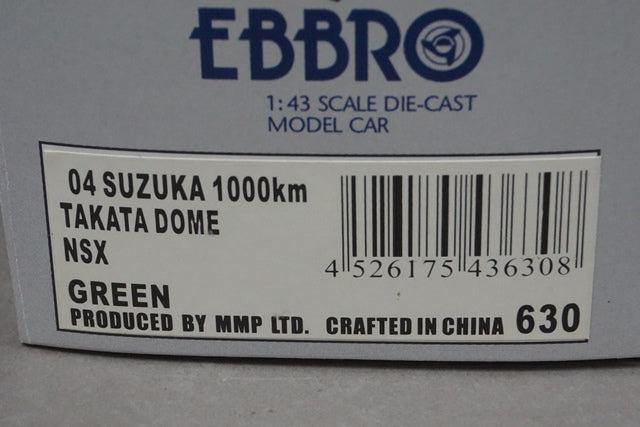 EBBRO
1:43 SCALE DIE-CAST
MODEL CAR
04 SUZUKA 1000km
TAKATA DOME
NSX
4 526175 436308
GREEN
PRODUCED BY MMP LTD. CRAFTED IN CHINA 630